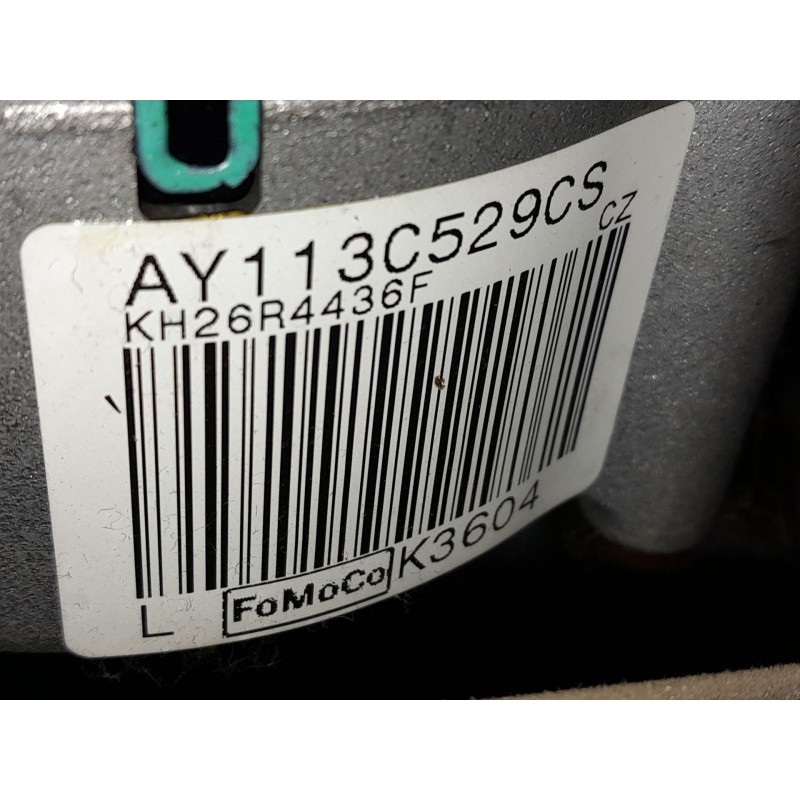 AY113C529CS CZ
KH26R4436F
L FoMoCo K3604